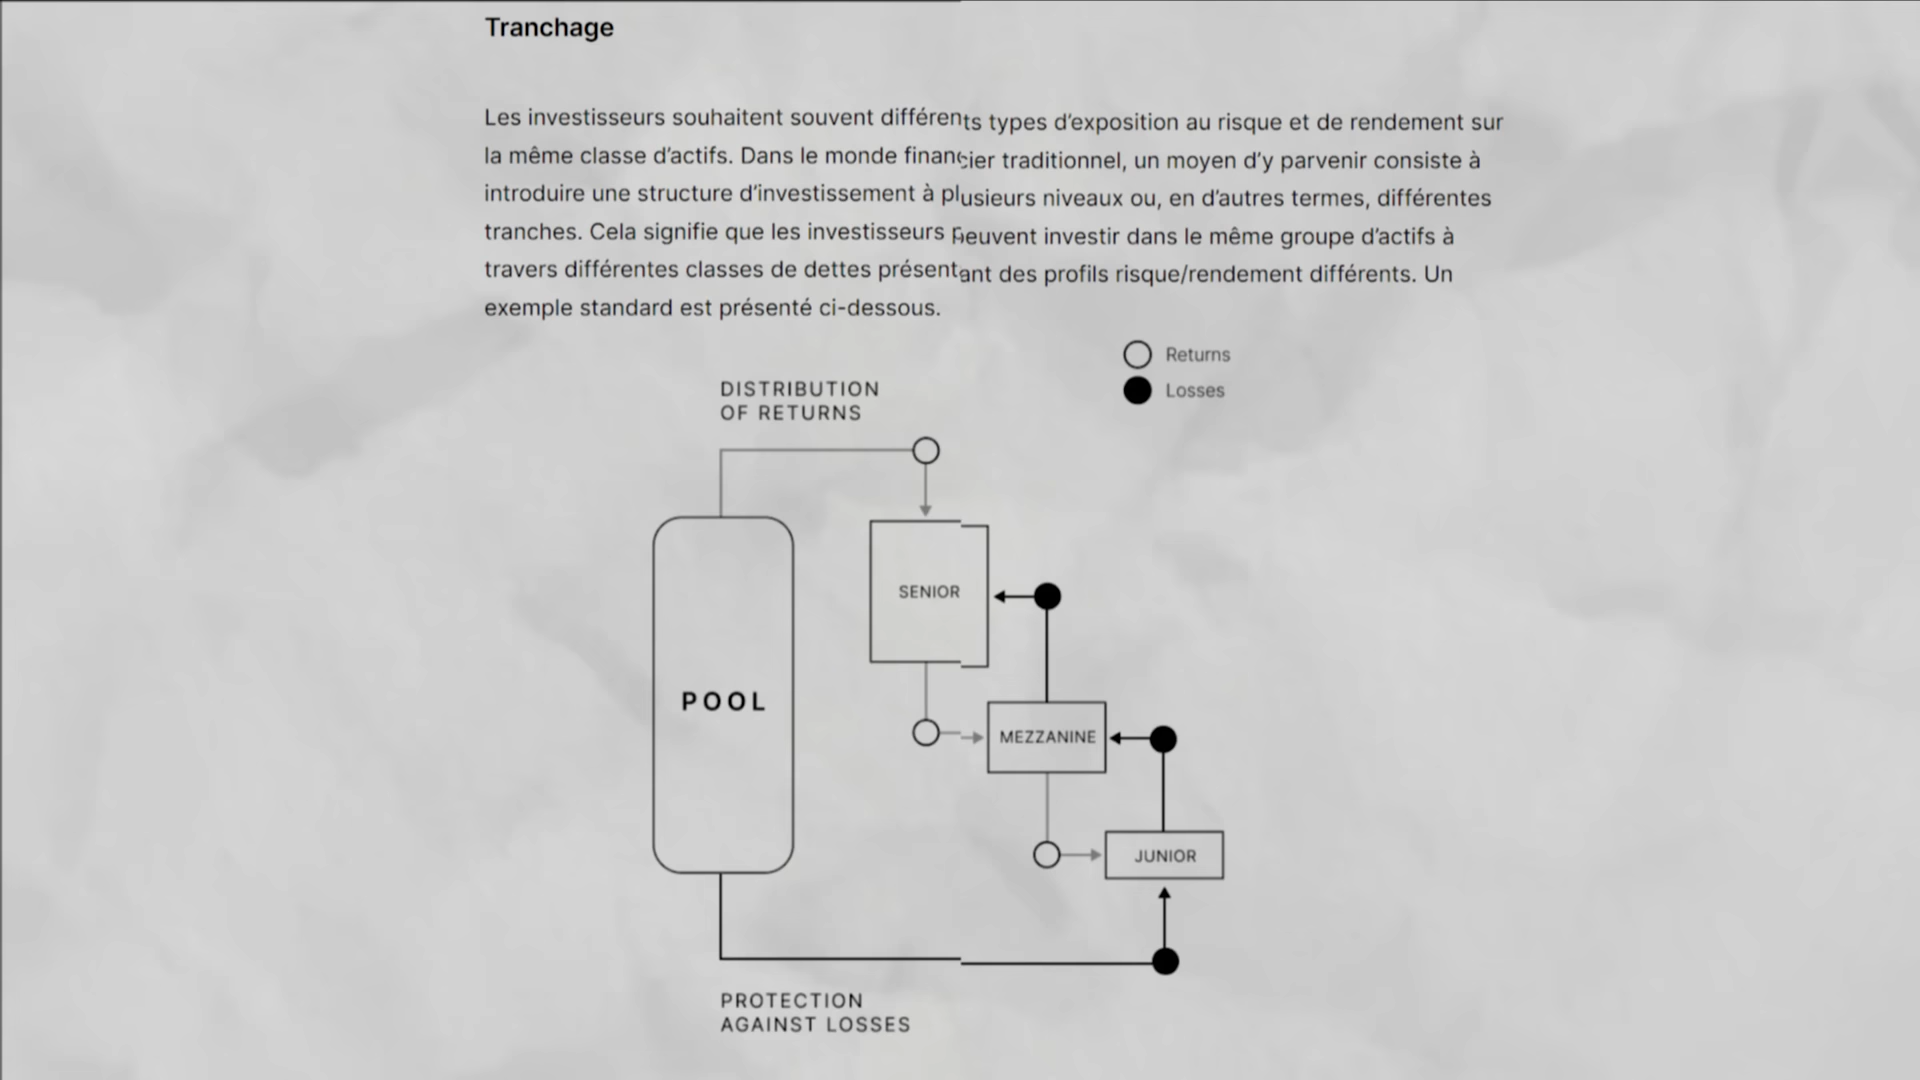 Tranchage
Les investisseurs souhaitent souvent différents types d’exposition au risque et de rendement sur
la même classe d’actifs. Dans le monde financier traditionnel, un moyen d’y parvenir consiste à
introduire une structure d’investissement à plusieurs niveaux ou, en d’autres termes, différentes
tranches. Cela signifie que les investisseurs peuvent investir dans le même groupe d’actifs à
travers différentes classes de dettes présentant des profils risque/rendement différents. Un
exemple standard est présenté ci-dessous.
Returns
Losses
DISTRIBUTION
OF RETURNS
SENIOR
POOL
MEZZANINE
JUNIOR
PROTECTION
AGAINST LOSSES